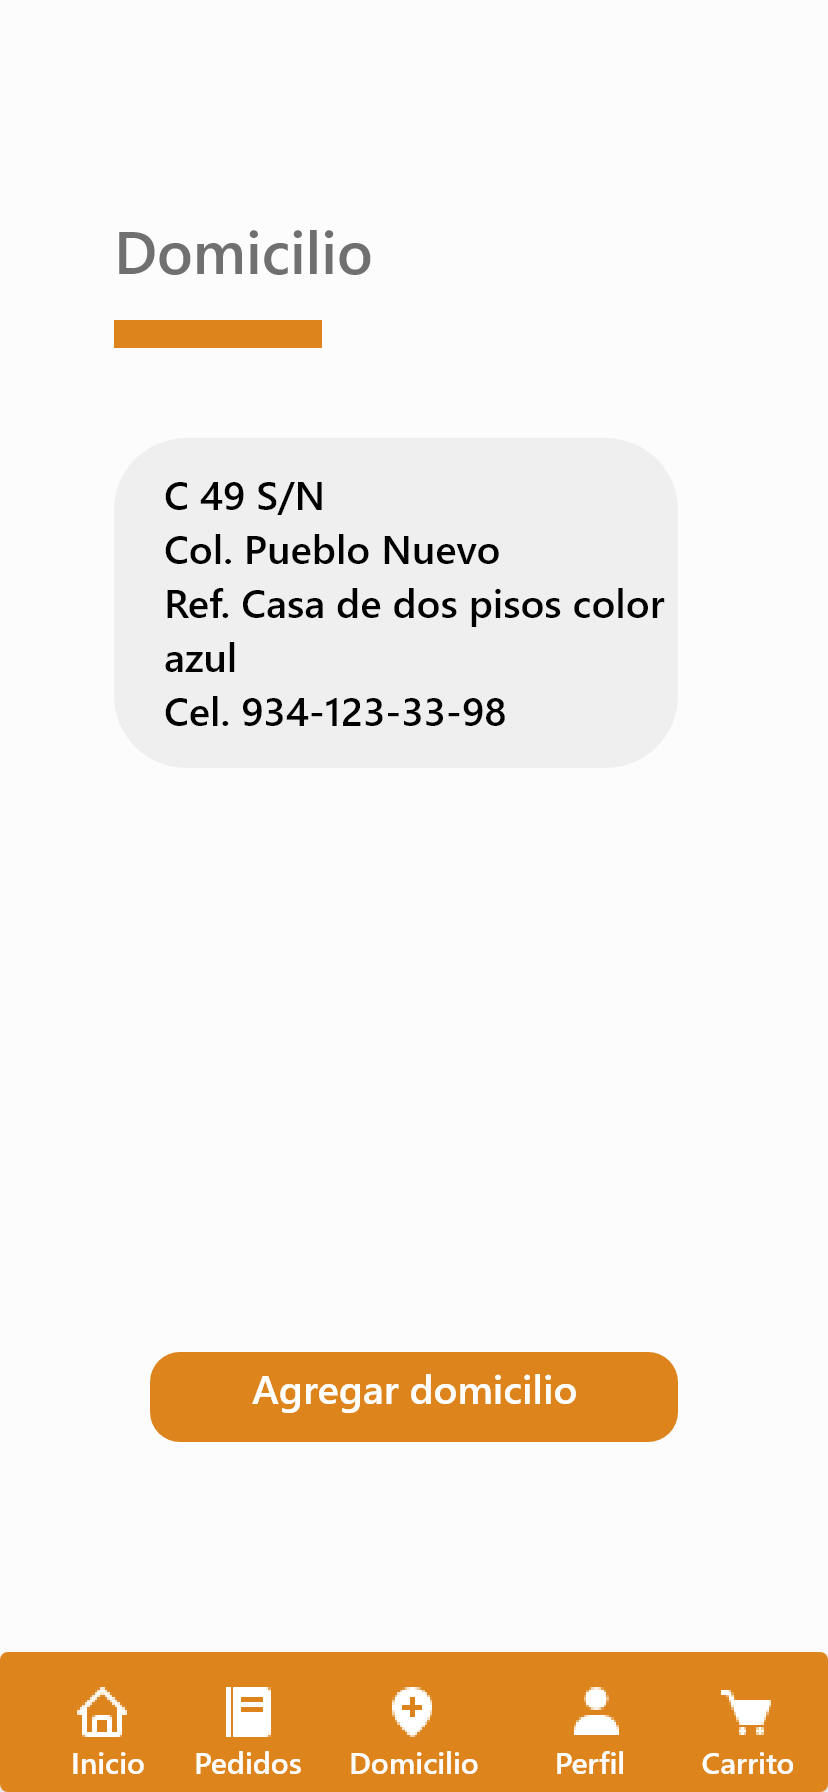 Domicilio
C 49 S/N
Col. Pueblo Nuevo
Ref. Casa de dos pisos color
azul
Cel. 934-123-33-98
Agregar domicilio
Inicio Pedidos Domicilio Perfil Carrito